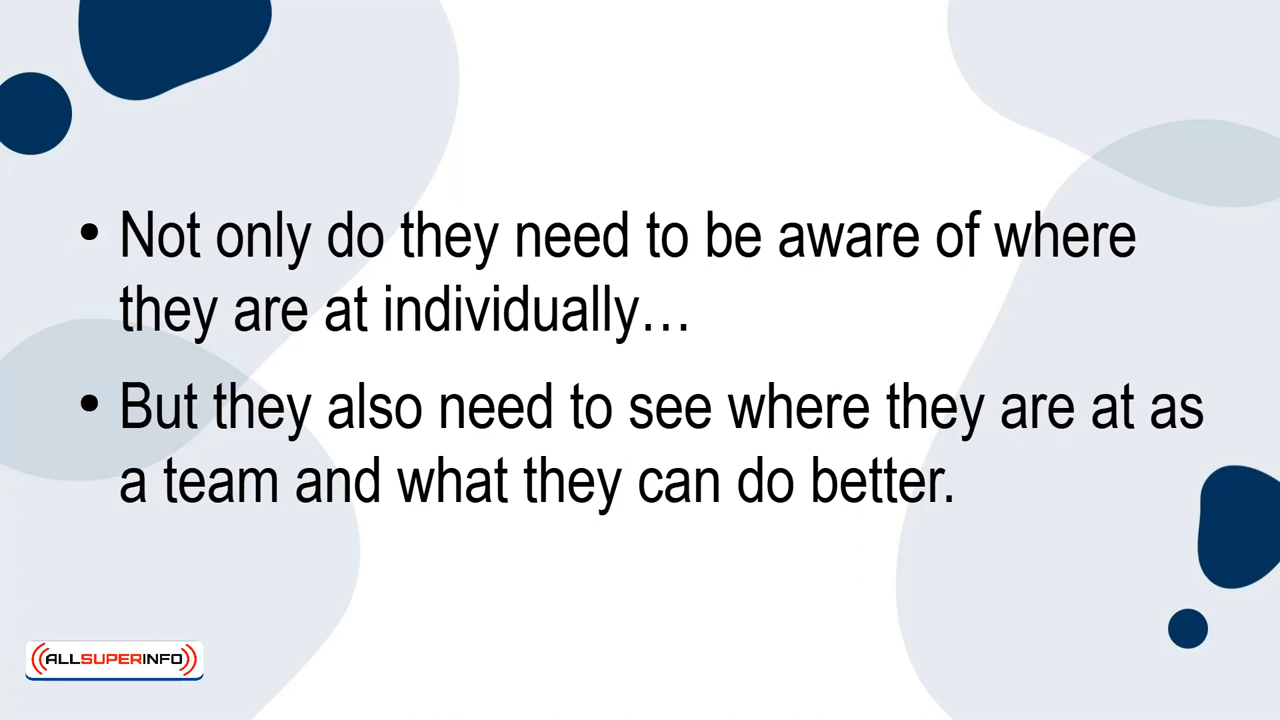 • Not only do they need to be aware of where
they are at individually…
• But they also need to see where they are at as
a team and what they can do better.
ALLSUPERINFO